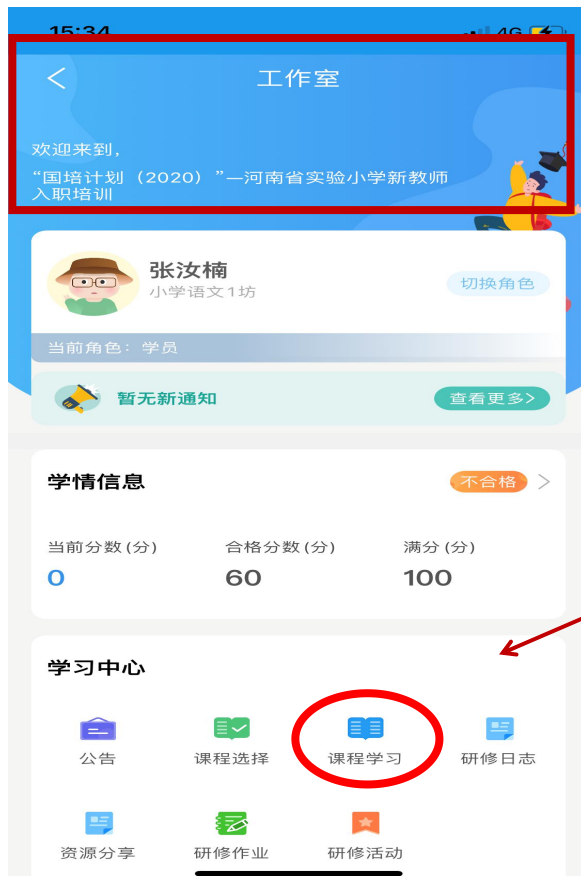 15:34 4G
工作室
欢迎来到,
“国培计划（2020）”—河南省实验小学新教师
入职培训
张汝楠
小学语文1坊
切换角色
当前角色：学员
暂无新通知
查看更多>
学情信息
不合格
当前分数(分) 合格分数(分) 满分(分)
0 60 100
学习中心
公告 课程选择 课程学习 研修日志
资源分享 研修作业 研修活动